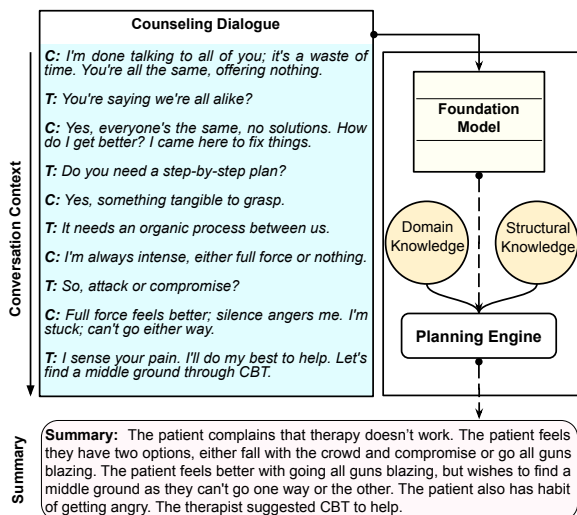 Counseling Dialogue
C: I'm done talking to all of you; it's a waste of
time. You're all the same, offering nothing.
T: You're saying we're all alike?
C: Yes, everyone's the same, no solutions. How
do I get better? I came here to fix things.
T: Do you need a step-by-step plan?
C: Yes, something tangible to grasp.
T: It needs an organic process between us.
C: I'm always intense, either full force or nothing.
T: So, attack or compromise?
C: Full force feels better; silence angers me. I'm
stuck; can't go either way.
T: I sense your pain. I'll do my best to help. Let's
find a middle ground through CBT.
Conversation Context
Foundation
Model
Domain
Knowledge
Structural
Knowledge
Planning Engine
Summary
Summary: The patient complains that therapy doesn't work. The patient feels
they have two options, either fall with the crowd and compromise or go all guns
blazing. The patient feels better with going all guns blazing, but wishes to find a
middle ground as they can't go one way or the other. The patient also has habit
of getting angry. The therapist suggested CBT to help.